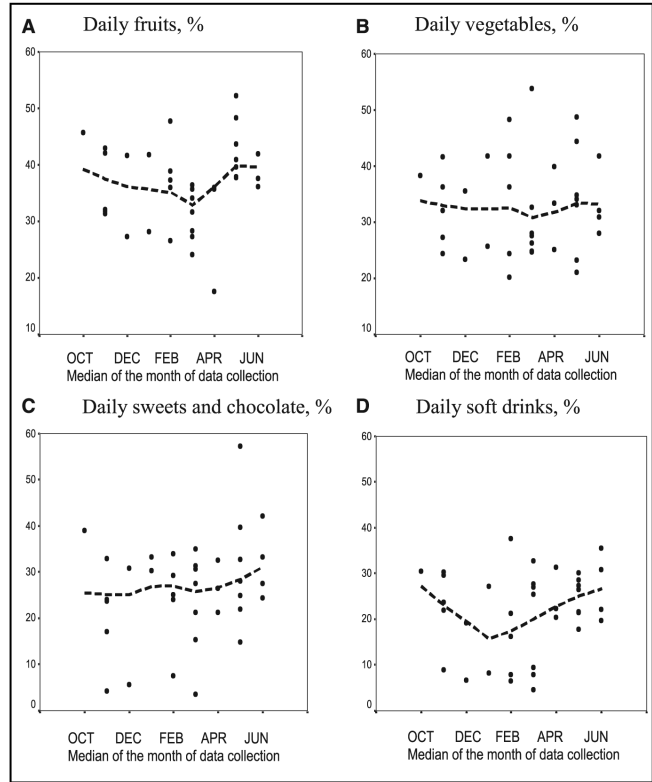 A Daily fruits, %
60
50
40
30
20
10
OCT DEC FEB APR JUN
Median of the month of data collection
B Daily vegetables, %
60
50
40
30
20
10
OCT DEC FEB APR JUN
Median of the month of data collection
C Daily sweets and chocolate, %
60
50
40
30
20
10
0
OCT DEC FEB APR JUN
Median of the month of data collection
D Daily soft drinks, %
60
50
40
30
20
10
0
OCT DEC FEB APR JUN
Median of the month of data collection